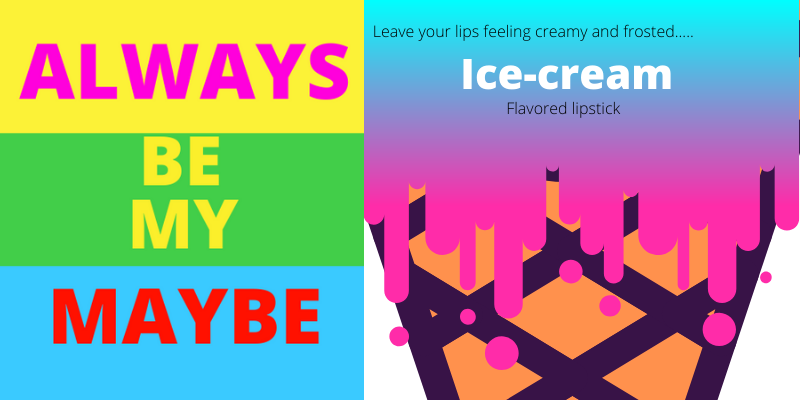 ALWAYS
BE
MY
MAYBE
Leave your lips feeling creamy and frosted.....
Ice-cream
Flavored lipstick